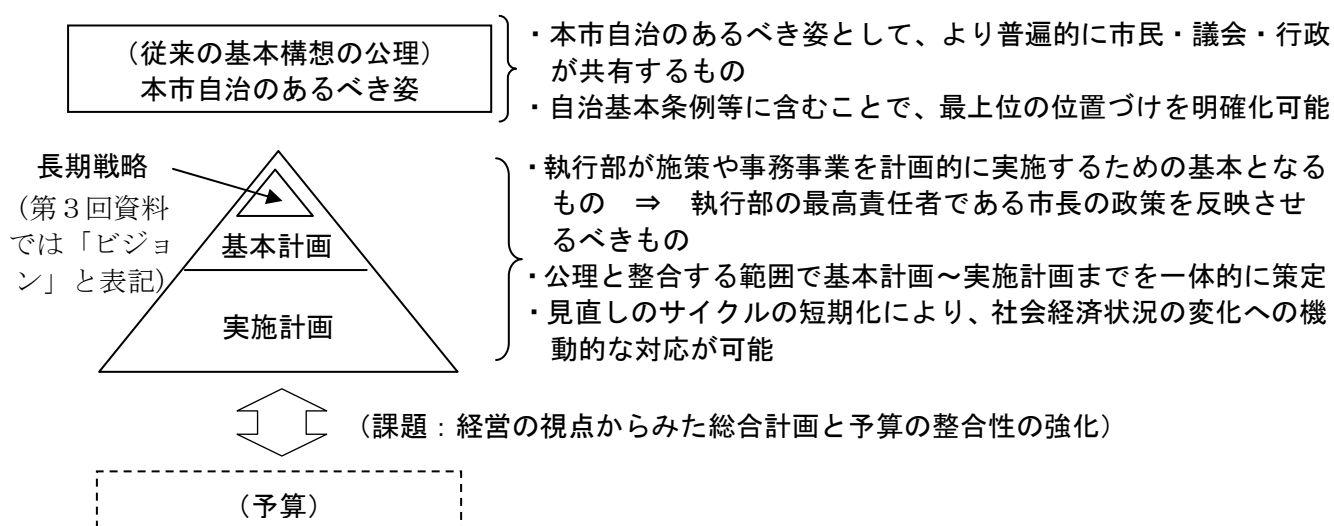 （従来の基本構想の公理）
本市自治のあるべき姿
・本市自治のあるべき姿として、より普遍的に市民・議会・行政
が共有するもの
・自治基本条例等に含むことで、最上位の位置づけを明確化可能
長期戦略
（第３回資料
では「ビジョ
ン」と表記）
基本計画
実施計画
・執行部が施策や事務事業を計画的に実施するための基本となる
もの　⇒　執行部の最高責任者である市長の政策を反映させ
るべきもの
・公理と整合する範囲で基本計画～実施計画までを一体的に策定
・見直しのサイクルの短期化により、社会経済状況の変化への機
動的な対応が可能
（課題：経営の視点からみた総合計画と予算の整合性の強化）
（予算）